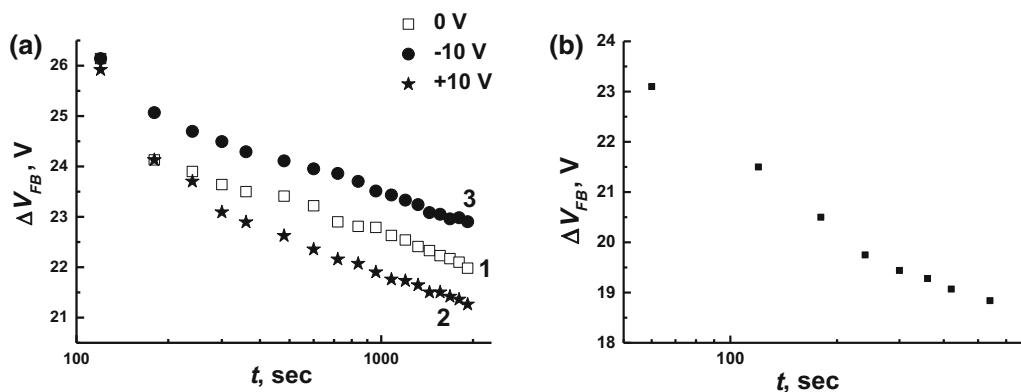 (a)
0 V
-10 V
+10 V
26
25
24
23
22
21
ΔV_FB, V
3
1
2
100
1000
t, sec
(b)
24
23
22
21
20
19
18
ΔV_FB, V
100
t, sec